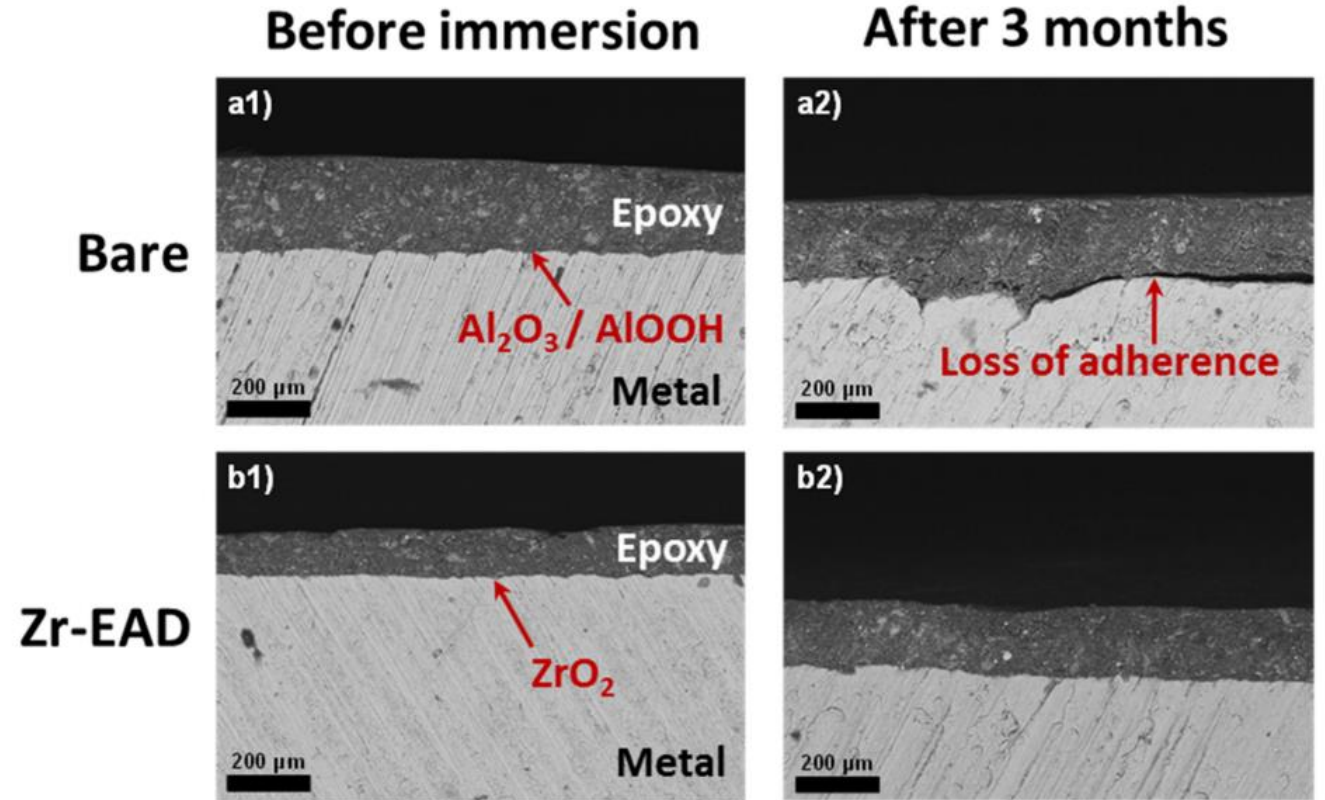 Before immersion
After 3 months
Bare
a1)
Epoxy
Al₂O₃ / AlOOH
Metal
200 µm
a2)
Loss of adherence
200 µm
Zr-EAD
b1)
Epoxy
ZrO₂
Metal
200 µm
b2)
200 µm